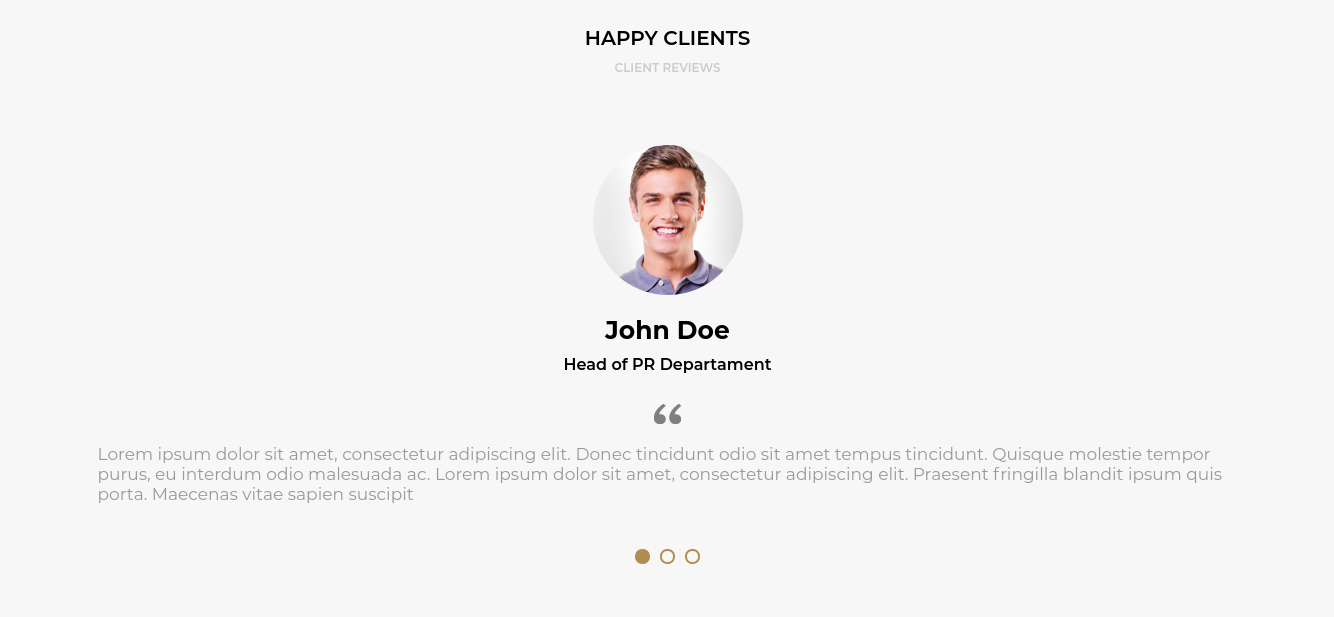 HAPPY CLIENTS
CLIENT REVIEWS
John Doe
Head of PR Departament
“
Lorem ipsum dolor sit amet, consectetur adipiscing elit. Donec tincidunt odio sit amet tempus tincidunt. Quisque molestie tempor
purus, eu interdum odio malesuada ac. Lorem ipsum dolor sit amet, consectetur adipiscing elit. Praesent fringilla blandit ipsum quis
porta. Maecenas vitae sapien suscipit